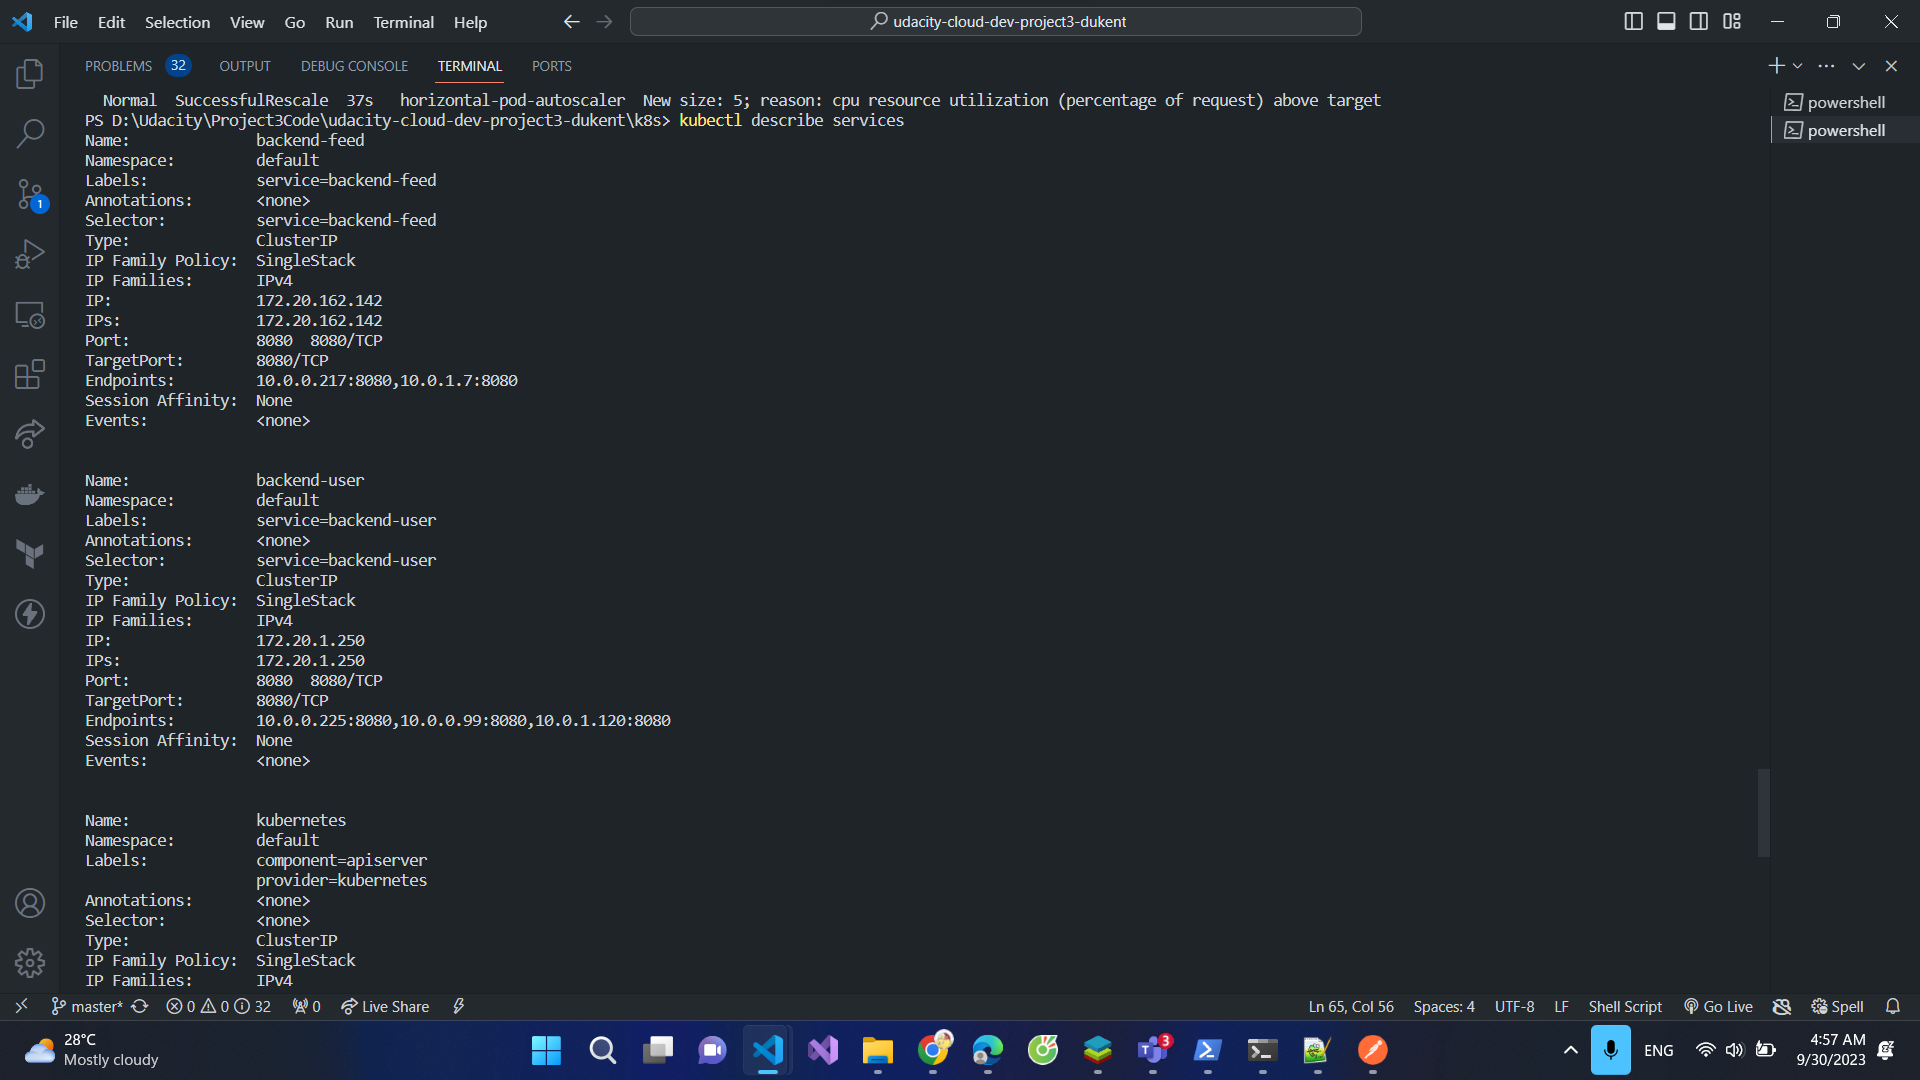 File Edit Selection View Go Run Terminal Help
udacity-cloud-dev-project3-dukent
PROBLEMS 32 OUTPUT DEBUG CONSOLE TERMINAL PORTS
Normal SuccessfulRescale 37s horizontal-pod-autoscaler New size: 5; reason: cpu resource utilization (percentage of request) above target
PS D:\Udacity\Project3Code\udacity-cloud-dev-project3-dukent\k8s> kubectl describe services
Name: backend-feed
Namespace: default
Labels: service=backend-feed
Annotations: <none>
Selector: service=backend-feed
Type: ClusterIP
IP Family Policy: SingleStack
IP Families: IPv4
IP: 172.20.162.142
IPs: 172.20.162.142
Port: 8080 8080/TCP
TargetPort: 8080/TCP
Endpoints: 10.0.0.217:8080,10.0.1.7:8080
Session Affinity: None
Events: <none>
Name: backend-user
Namespace: default
Labels: service=backend-user
Annotations: <none>
Selector: service=backend-user
Type: ClusterIP
IP Family Policy: SingleStack
IP Families: IPv4
IP: 172.20.1.250
IPs: 172.20.1.250
Port: 8080 8080/TCP
TargetPort: 8080/TCP
Endpoints: 10.0.0.225:8080,10.0.0.99:8080,10.0.1.120:8080
Session Affinity: None
Events: <none>
Name: kubernetes
Namespace: default
Labels: component=apiserver
provider=kubernetes
Annotations: <none>
Selector: <none>
Type: ClusterIP
IP Family Policy: SingleStack
IP Families: IPv4
powershell
powershell
1
master* 0 0 32 0 Live Share
Ln 65, Col 56 Spaces: 4 UTF-8 LF Shell Script Go Live Spell
28°C
Mostly cloudy
3
ENG
4:57 AM
9/30/2023